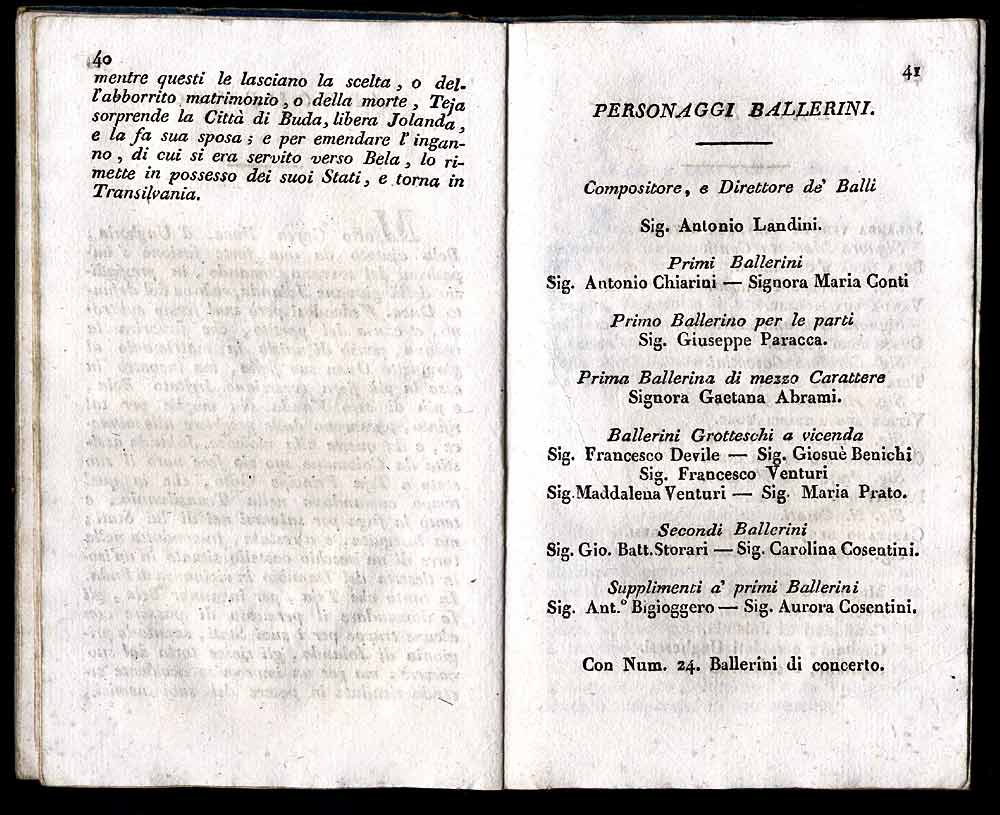 40
mentre questi le lasciano la scelta, o del-
l'abborrito matrimonio, o della morte, Teja
sorprende la Città di Buda, libera Jolanda,
e la fa sua sposa; e per emendare l'ingan-
no, di cui si era servito verso Bela, lo ri-
mette in possesso dei suoi Stati, e torna in
Transilvania.
41
PERSONAGGI BALLERINI.
Compositore, e Direttore de' Balli
Sig. Antonio Landini.
Primi Ballerini
Sig. Antonio Chiarini — Signora Maria Conti
Primo Ballerino per le parti
Sig. Giuseppe Paracca.
Prima Ballerina di mezzo Carattere
Signora Gaetana Abrami.
Ballerini Grotteschi a vicenda
Sig. Francesco Devile — Sig. Giosuè Benichi
Sig. Francesco Venturi
Sig. Maddalena Venturi — Sig. Maria Prato.
Secondi Ballerini
Sig. Gio. Batt. Storari — Sig. Carolina Cosentini.
Supplimenti a' primi Ballerini
Sig. Ant.º Bigioggero — Sig. Aurora Cosentini.
Con Num. 24. Ballerini di concerto.